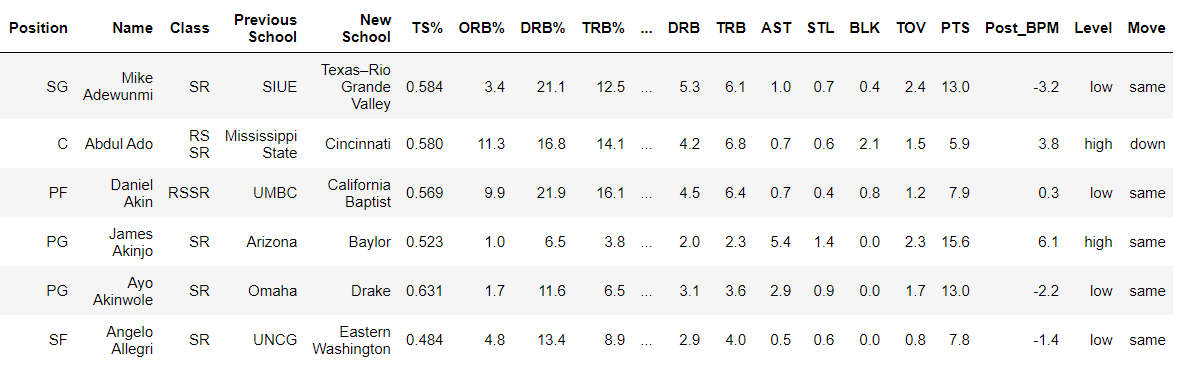 Position Name Class Previous School New School TS% ORB% DRB% TRB% ... DRB TRB AST STL BLK TOV PTS Post_BPM Level Move
SG Mike Adewunmi SR SIUE Texas–Rio Grande Valley 0.584 3.4 21.1 12.5 ... 5.3 6.1 1.0 0.7 0.4 2.4 13.0 -3.2 low same
C Abdul Ado RS SR Mississippi State Cincinnati 0.580 11.3 16.8 14.1 ... 4.2 6.8 0.7 0.6 2.1 1.5 5.9 3.8 high down
PF Daniel Akin RSSR UMBC California Baptist 0.569 9.9 21.9 16.1 ... 4.5 6.4 0.7 0.4 0.8 1.2 7.9 0.3 low same
PG James Akinjo SR Arizona Baylor 0.523 1.0 6.5 3.8 ... 2.0 2.3 5.4 1.4 0.0 2.3 15.6 6.1 high same
PG Ayo Akinwole SR Omaha Drake 0.631 1.7 11.6 6.5 ... 3.1 3.6 2.9 0.9 0.0 1.7 13.0 -2.2 low same
SF Angelo Allegri SR UNCG Eastern Washington 0.484 4.8 13.4 8.9 ... 2.9 4.0 0.5 0.6 0.0 0.8 7.8 -1.4 low same